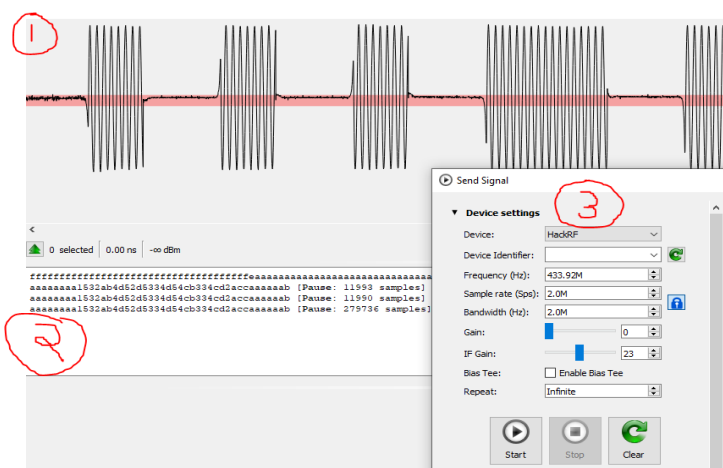 1
Send Signal
3
Device settings
Device:
HackRF
0 selected
0.00 ns
-∞ dBm
Device Identifier:
Frequency (Hz):
433.92M
ffffffffffffffffffffffffffffffffffffffeaaaaaaaaaaaaaaaaaaaaaaaaaaaaaa
Sample rate (Sps):
2.0M
aaaaaaaa1532ab4d52d5334d54cb334cd2accaaaaaab [Pause: 11993 samples]
aaaaaaaa1532ab4d52d5334d54cb334cd2accaaaaaab [Pause: 11990 samples]
Bandwidth (Hz):
2.0M
aaaaaaaa1532ab4d52d5334d54cb334cd2accaaaaaab [Pause: 279736 samples]
Gain:
0
2
IF Gain:
23
Bias Tee:
Enable Bias Tee
Repeat:
Infinite
Start
Stop
Clear